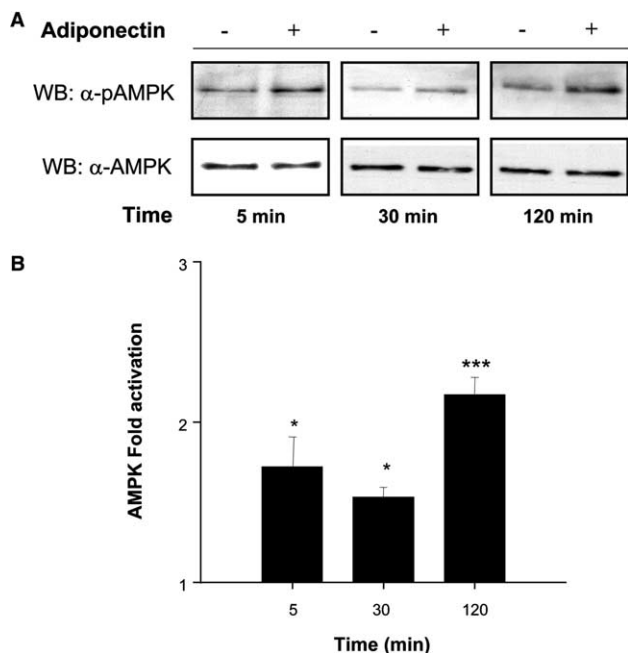 A
Adiponectin - + - + - +
WB: α-pAMPK
WB: α-AMPK
Time 5 min 30 min 120 min
B
3
***
2
*
*
1
AMPK Fold activation
5 30 120
Time (min)